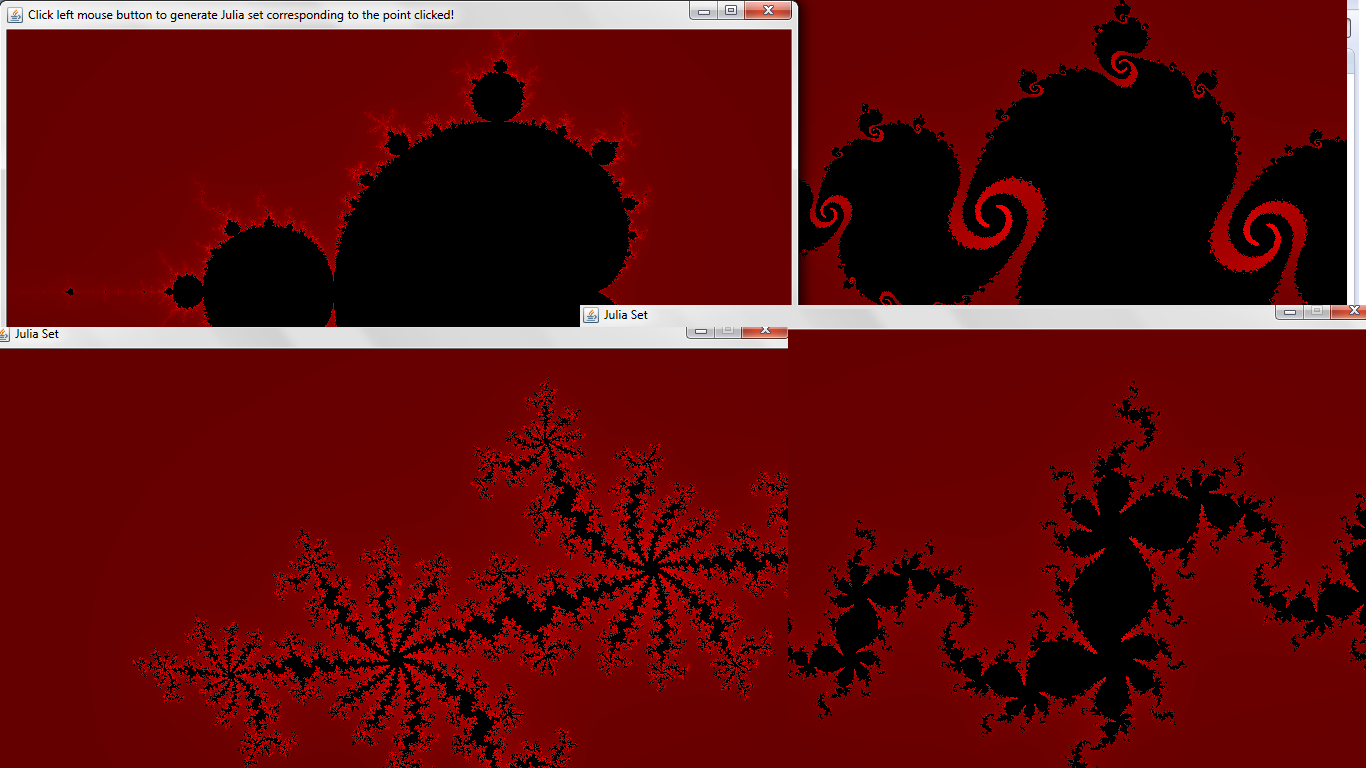 Click left mouse button to generate Julia set corresponding to the point clicked!
Julia Set
Julia Set